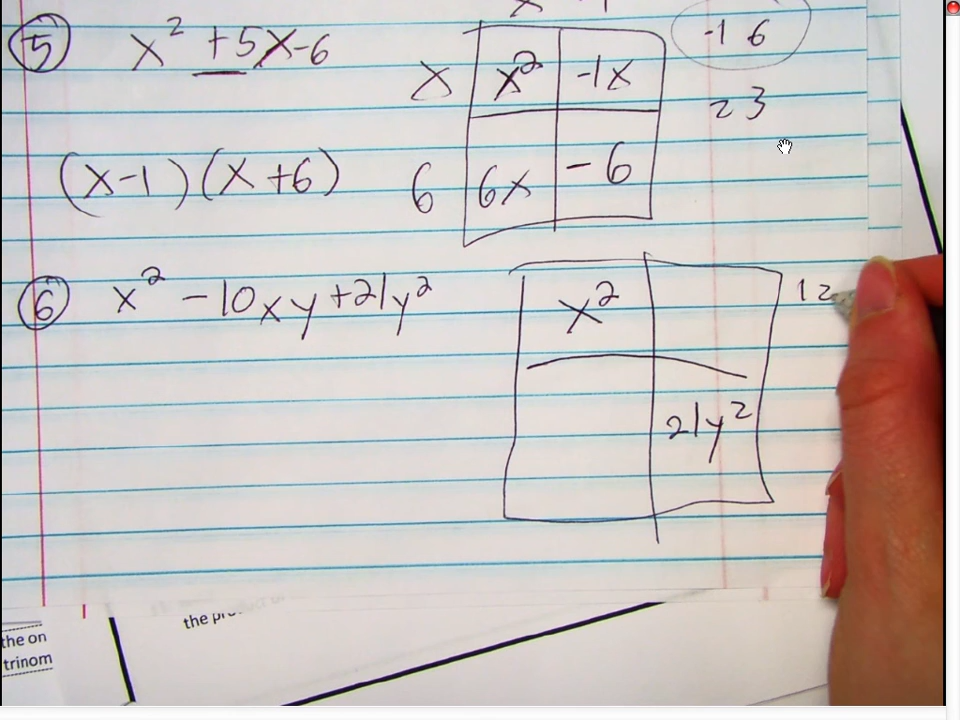 5 x² +5x-6
x² -1x -1 6
x 2 3
(x-1)(x+6) 6 6x -6
6 x² -10xy+21y² x² 12
21y²
the on
trinom
the